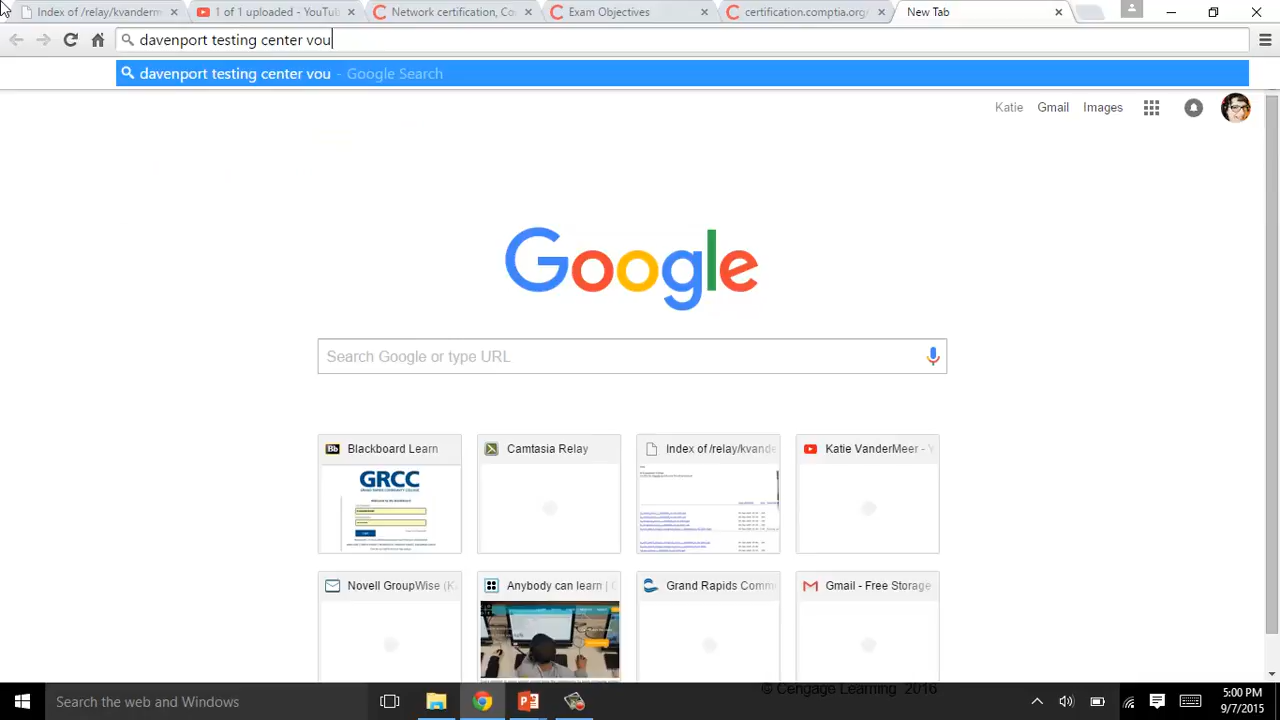 Index of /relay/kvanderm
1 of 1 uploaded - YouTub
Network certification, Co
Exam Objectives
certification.comptia.org
New Tab
davenport testing center vou
davenport testing center vou - Google Search
Katie Gmail Images
Google
Search Google or type URL
Blackboard Learn
Camtasia Relay
Index of /relay/kvande
Katie VanderMeer - Y
GRCC
Novell GroupWise (K
Anybody can learn | C
Grand Rapids Comm
Gmail - Free Storage
© Cengage Learning 2016
Search the web and Windows
5:00 PM
9/7/2015